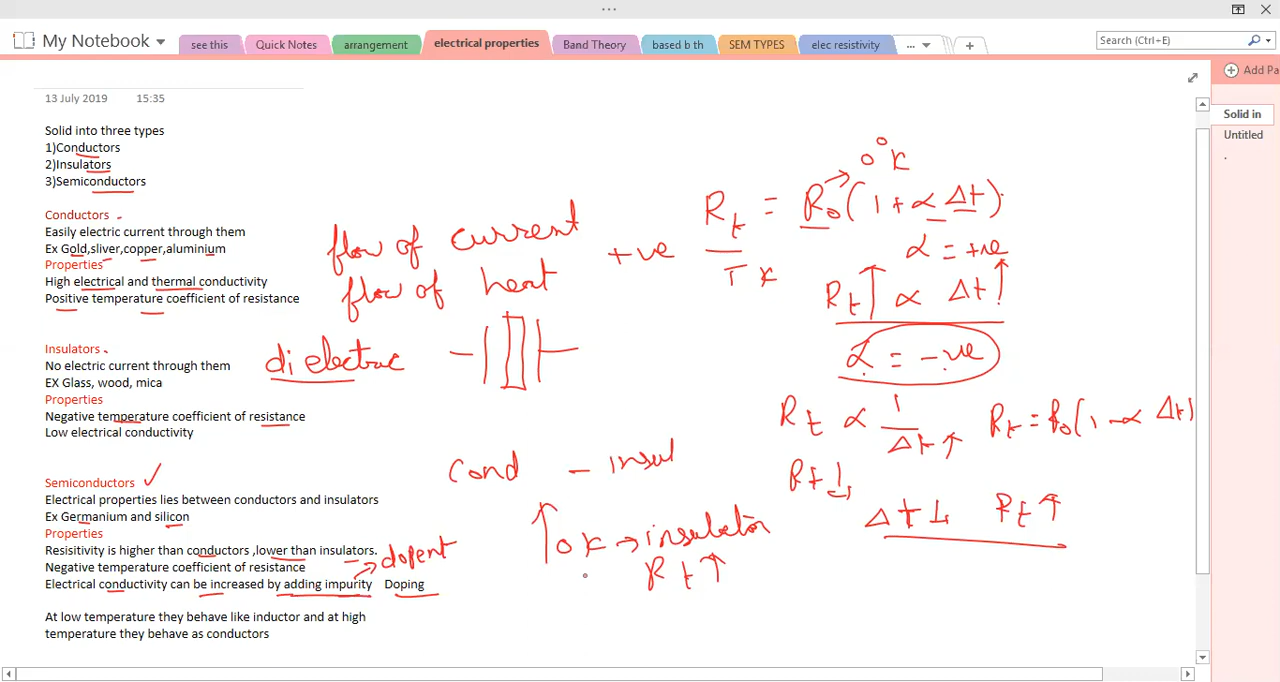 My Notebook
see this
Quick Notes
arrangement
electrical properties
Band Theory
based b th
SEM TYPES
elec resistivity
...
+
Search (Ctrl+E)
Add Pa
Solid in
Untitled
13 July 2019 15:35
Solid into three types
1)Conductors
2)Insulators
3)Semiconductors
Conductors
Easily electric current through them
Ex Gold,sliver,copper,aluminium
Properties
High electrical and thermal conductivity
Positive temperature coefficient of resistance
Insulators
No electric current through them
EX Glass, wood, mica
Properties
Negative temperature coefficient of resistance
Low electrical conductivity
Semiconductors ✓
Electrical properties lies between conductors and insulators
Ex Germanium and silicon
Properties
Resisitivity is higher than conductors ,lower than insulators.
Negative temperature coefficient of resistance
Electrical conductivity can be increased by adding impurity Doping
At low temperature they behave like inductor and at high
temperature they behave as conductors
flow of current
flow of heat
+ve
di electric
dopent
cond - insul
↑ 0 K → insulator
Rt ↑
0°K
Rt = R0 (1 + α Δt)
T K
α = +ve
Rt ↑ α Δt ↑
α = -ve
Rt α 1/Δt ↑
Rt = R0 (1 - α Δt)
Rt ↓
Δt ↓ Rt ↑